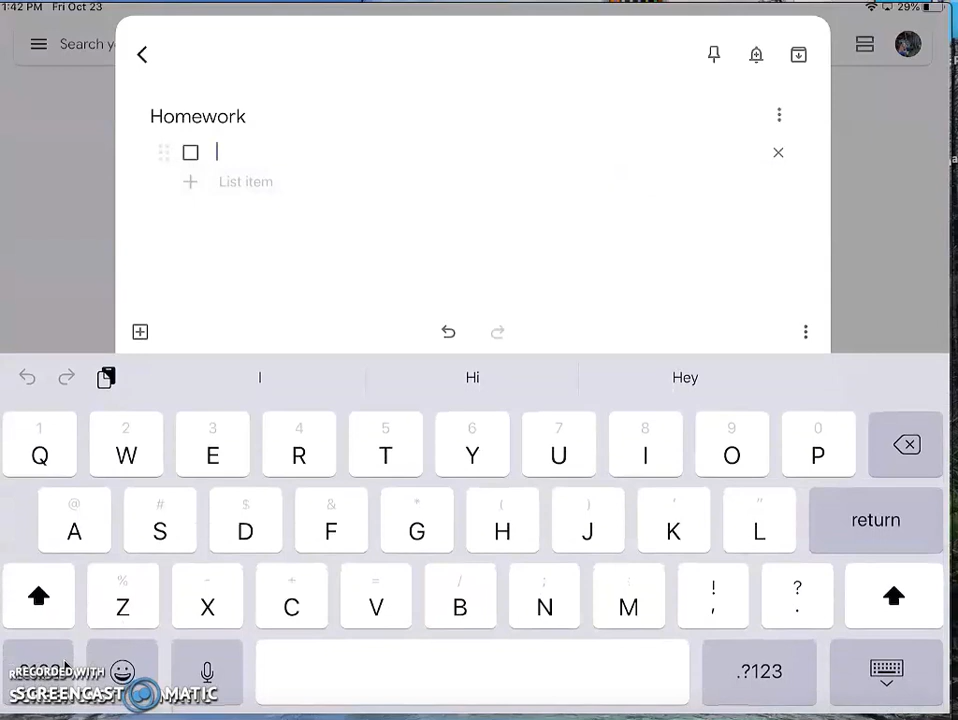 1:42 PM Fri Oct 23 29%
Search y
Homework
List item
I Hi Hey
1 2 3 4 5 6 7 8 9 0
Q W E R T Y U I O P
@ # $ & * ( ) ' "
A S D F G H J K L return
% - + = / ; : ! ?
Z X C V B N M , .
.?123
RECORDED WITH
SCREENCAST MATIC